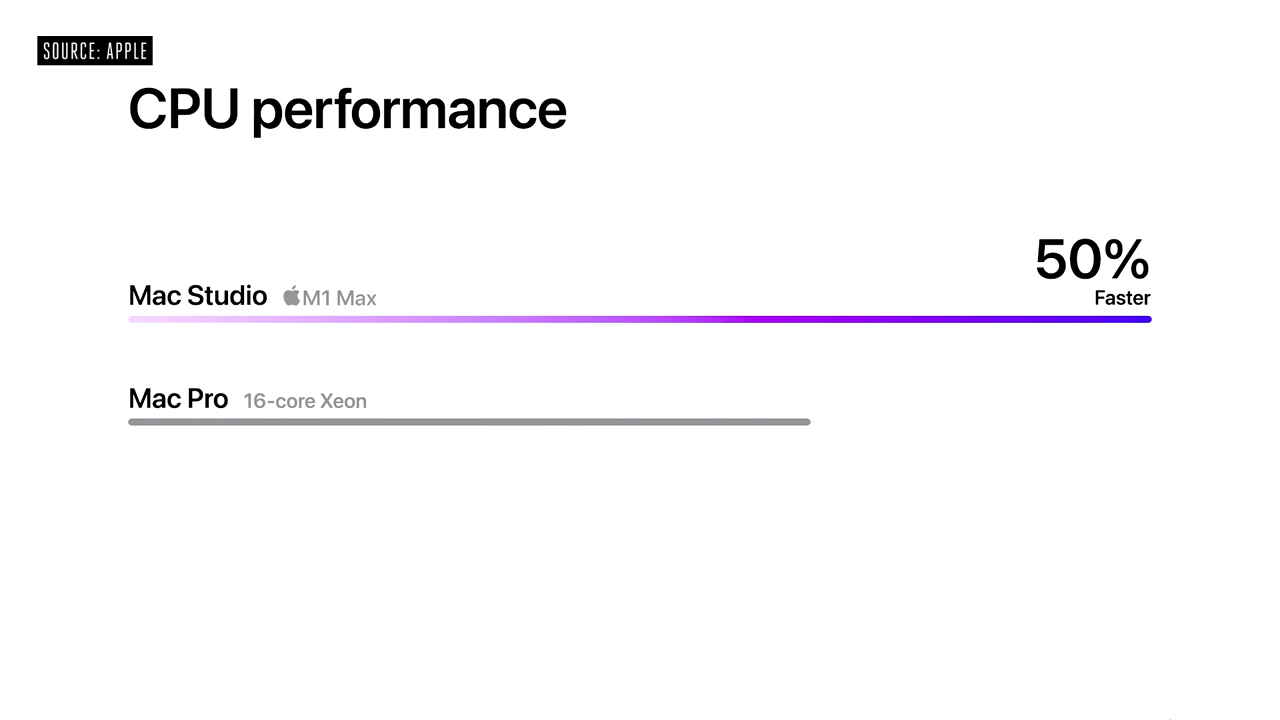 SOURCE: APPLE
CPU performance
50%
Mac Studio M1 Max
Faster
Mac Pro 16-core Xeon